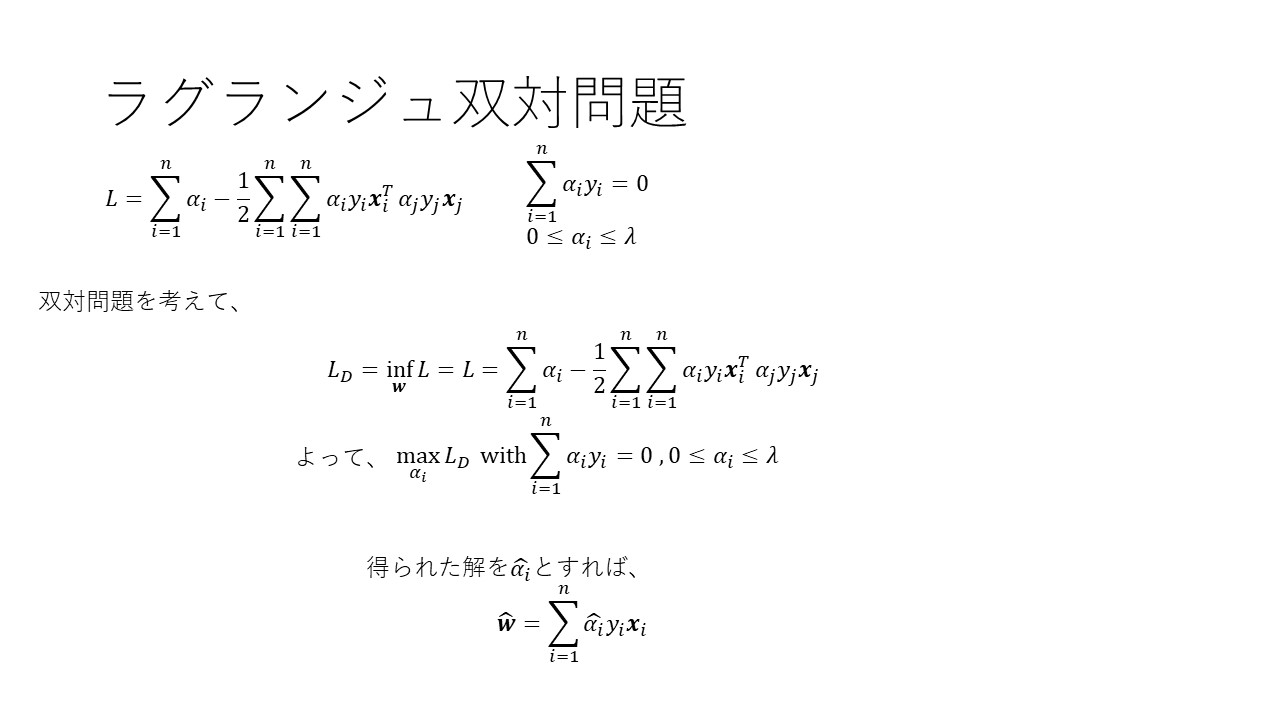 ラグランジュ双対問題
$L = \sum_{i=1}^{n} \alpha_i - \frac{1}{2} \sum_{i=1}^{n} \sum_{i=1}^{n} \alpha_i y_i \boldsymbol{x}_i^T \alpha_j y_j \boldsymbol{x}_j$
$\sum_{i=1}^{n} \alpha_i y_i = 0$
$0 \leq \alpha_i \leq \lambda$
双対問題を考えて、
$L_D = \inf_{\boldsymbol{w}} L = L = \sum_{i=1}^{n} \alpha_i - \frac{1}{2} \sum_{i=1}^{n} \sum_{i=1}^{n} \alpha_i y_i \boldsymbol{x}_i^T \alpha_j y_j \boldsymbol{x}_j$
よって、 $\max_{\alpha_i} L_D$ with $\sum_{i=1}^{n} \alpha_i y_i = 0 , 0 \leq \alpha_i \leq \lambda$
得られた解を$\widehat{\alpha}_i$とすれば、
$\widehat{\boldsymbol{w}} = \sum_{i=1}^{n} \widehat{\alpha}_i y_i \boldsymbol{x}_i$